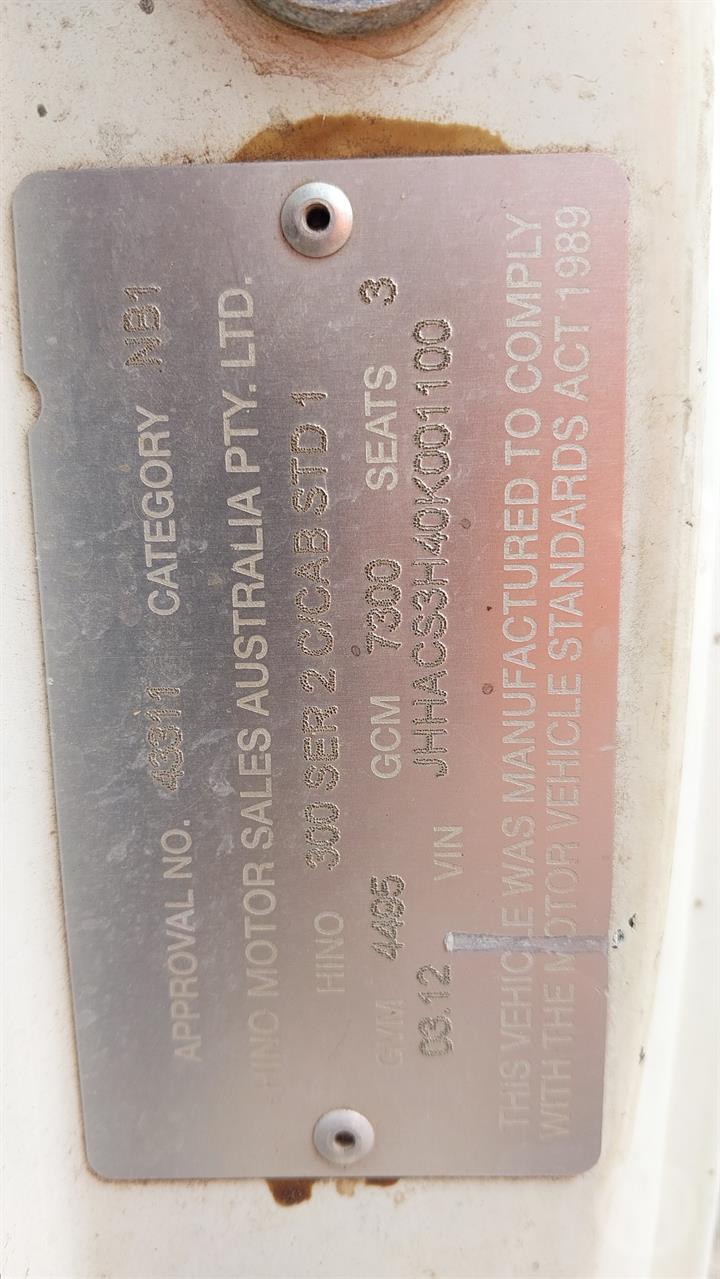 APPROVAL NO. 43311 CATEGORY NB1
HINO MOTOR SALES AUSTRALIA PTY. LTD.
HINO 300 SER 2 C/CAB STD 1
GVM 4495 GCM 7300 SEATS 3
03.12 VIN JHHACS3H40K001100
THIS VEHICLE WAS MANUFACTURED TO COMPLY
WITH THE MOTOR VEHICLE STANDARDS ACT 1989